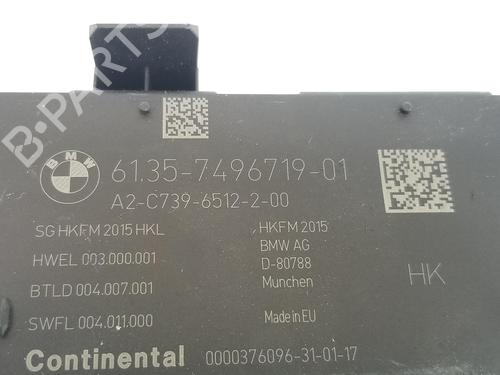 B-PARTS
BMW
61.35-7496719-01
A2-C739-6512-2-00
SG HKFM 2015 HKL
HKFM 2015
HWEL 003.000.001
BMW AG
D-80788
BTLD 004.007.001
Munchen
HK
SWFL 004.011.000
Made in EU
Continental
0000376096-31-01-17